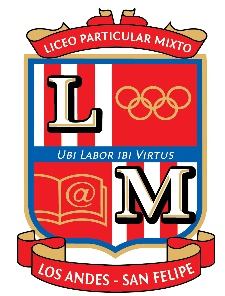 LICEO PARTICULAR MIXTO
L
UBI LABOR IBI VIRTUS
@
M
LOS ANDES - SAN FELIPE